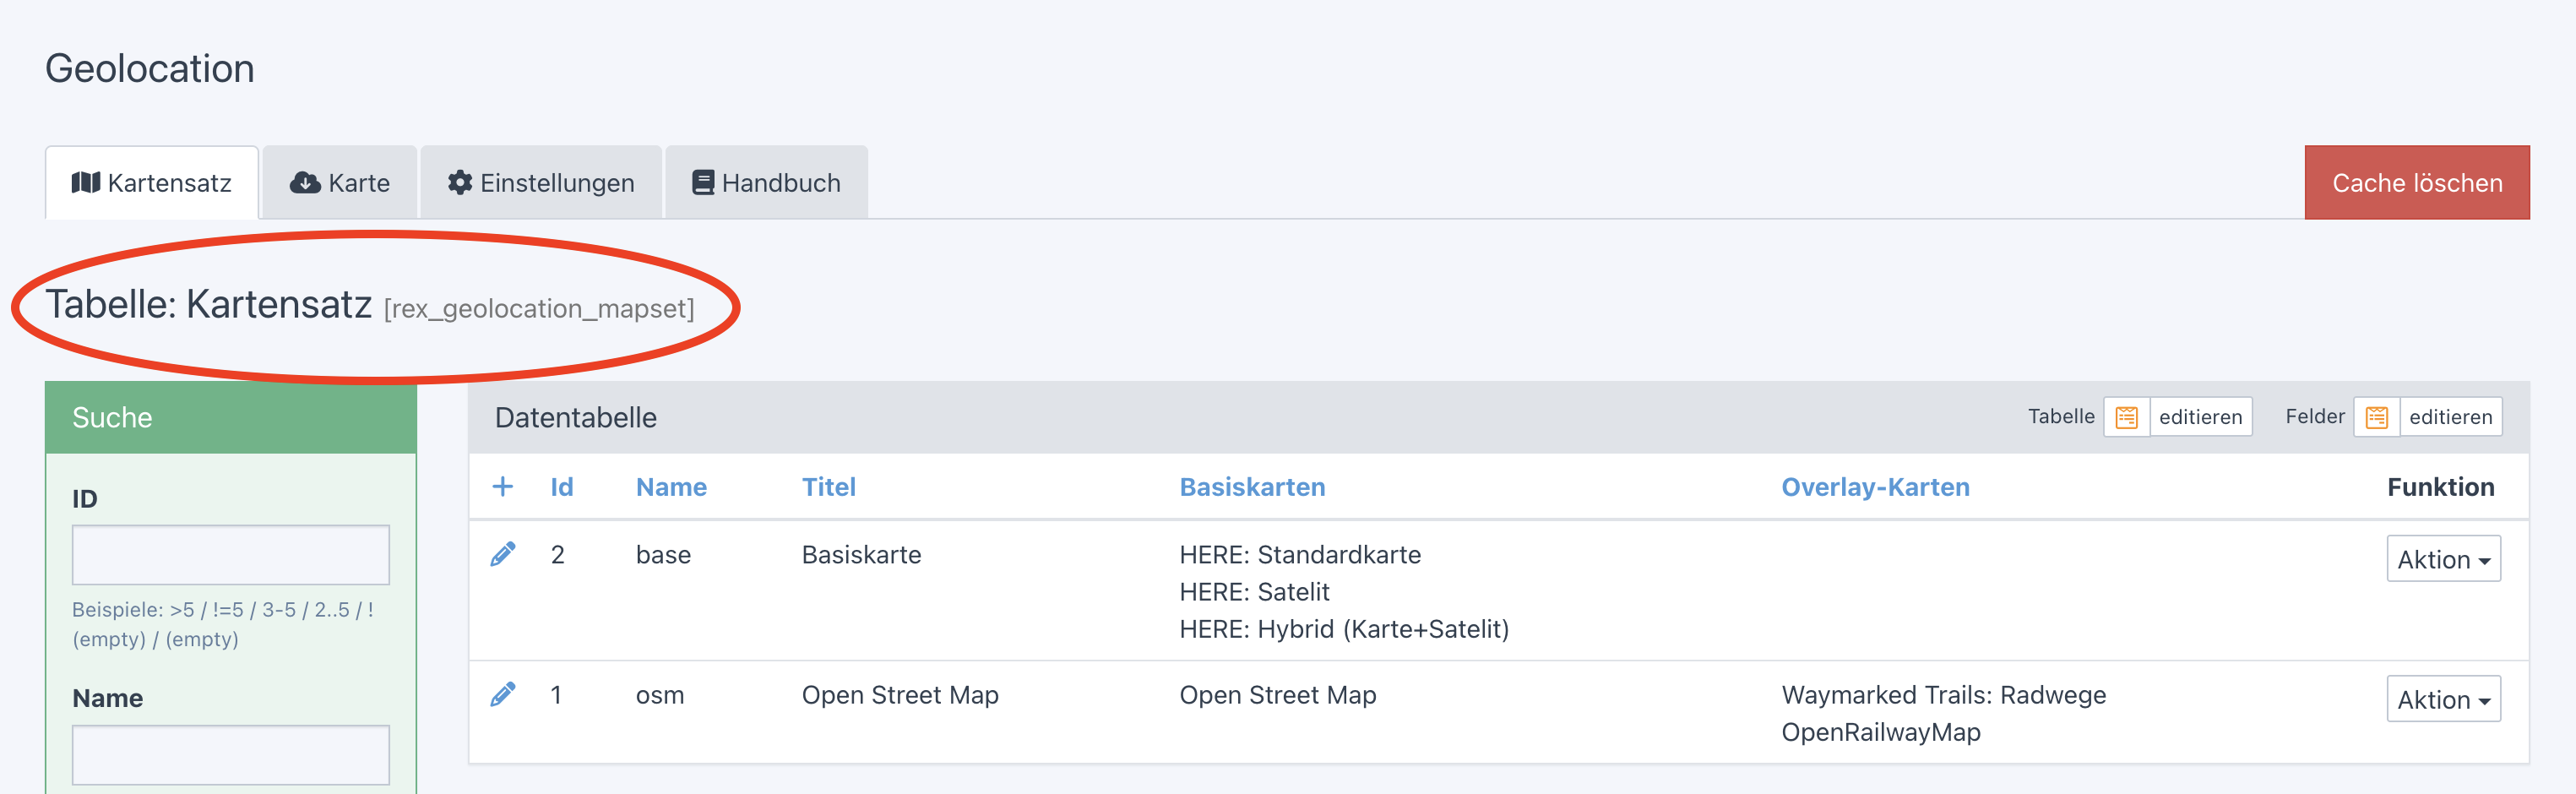 Geolocation
Kartensatz
Karte
Einstellungen
Handbuch
Cache löschen
Tabelle: Kartensatz [rex_geolocation_mapset]
Suche
ID
Beispiele: >5 / !=5 / 3-5 / 2..5 / !
(empty) / (empty)
Name
Datentabelle
Tabelle editieren Felder editieren
+ Id Name Titel Basiskarten Overlay-Karten Funktion
2 base Basiskarte HERE: Standardkarte Aktion
HERE: Satelit
HERE: Hybrid (Karte+Satelit)
1 osm Open Street Map Open Street Map Waymarked Trails: Radwege Aktion
OpenRailwayMap